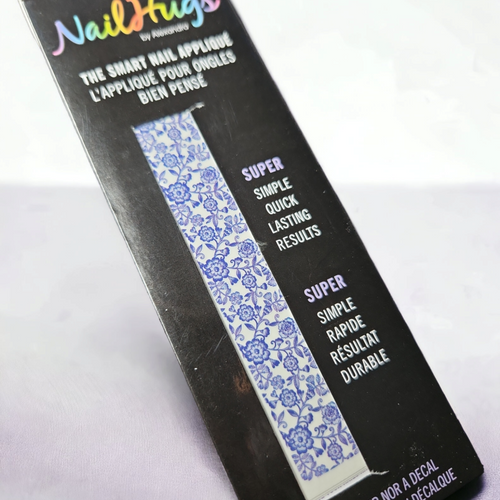 NailHugs
by Alexandra
THE SMART NAIL APPLIQUÉ
L'APPLIQUÉ POUR ONGLES
BIEN PENSÉ
SUPER
SIMPLE
QUICK
LASTING
RESULTS
SUPER
SIMPLE
RAPIDE
RÉSULTAT
DURABLE
NOR A DECAL
DÉCALQUE